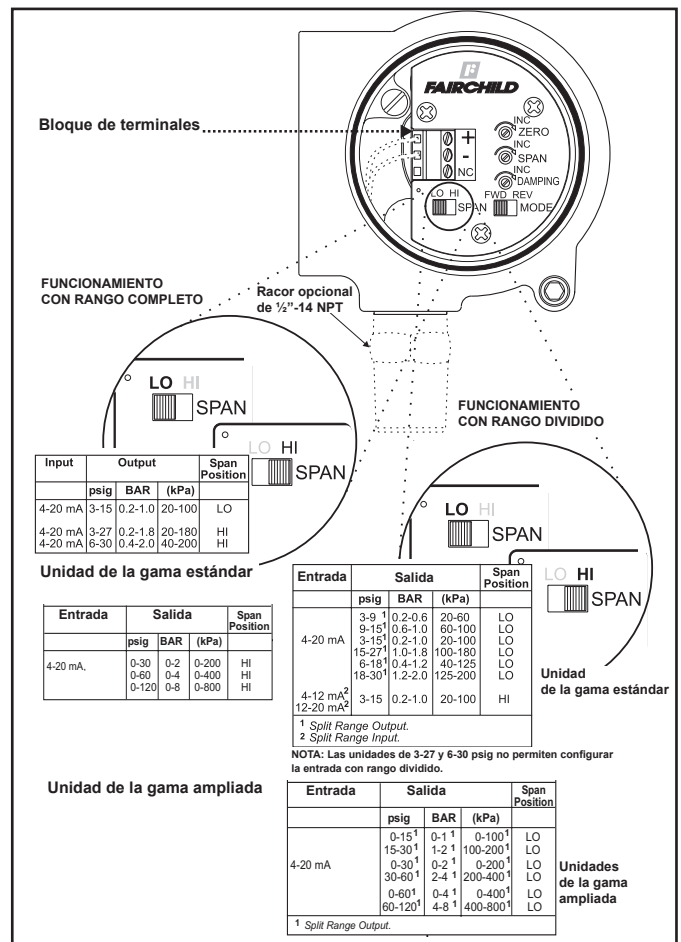 FAIRCHILD
Bloque de terminales
INC
ZERO
INC
SPAN
INC
DAMPING
+
-
NC
LO HI
SPAN
FWD REV
MODE
FUNCIONAMIENTO
CON RANGO COMPLETO
Racor opcional
de ½”-14 NPT
LO HI
SPAN
LO HI
SPAN
Input Output Span
Position
psig BAR (kPa)
4-20 mA 3-15 0.2-1.0 20-100 LO
4-20 mA 3-27 0.2-1.8 20-180 HI
4-20 mA 6-30 0.4-2.0 40-200 HI
Unidad de la gama estándar
Entrada Salida Span
Position
psig BAR (kPa)
4-20 mA, 0-30 0-2 0-200 HI
0-60 0-4 0-400 HI
0-120 0-8 0-800 HI
Unidad de la gama ampliada
FUNCIONAMIENTO
CON RANGO DIVIDIDO
LO HI
SPAN
LO HI
SPAN
Entrada Salida Span
Position
psig BAR (kPa)
3-9 1 0.2-0.6 20-60 LO
9-15 1 0.6-1.0 60-100 LO
4-20 mA 3-15 1 0.2-1.0 20-100 LO
15-27 1 1.0-1.8 100-180 LO
6-18 1 0.4-1.2 40-125 LO
18-30 1 1.2-2.0 125-200 LO
4-12 mA 2
12-20 mA 2 3-15 0.2-1.0 20-100 HI
1 Split Range Output.
2 Split Range Input.
Unidad
de la gama estándar
NOTA: Las unidades de 3-27 y 6-30 psig no permiten configurar
la entrada con rango dividido.
Entrada Salida Span
Position
psig BAR (kPa)
0-15 1 0-1 1 0-100 1 LO
15-30 1 1-2 1 100-200 1 LO
4-20 mA 0-30 1 0-2 1 0-200 1 LO
30-60 1 2-4 1 200-400 1 LO
0-60 1 0-4 1 0-400 1 LO
60-120 1 4-8 1 400-800 1 LO
1 Split Range Output.
Unidades
de la gama
ampliada